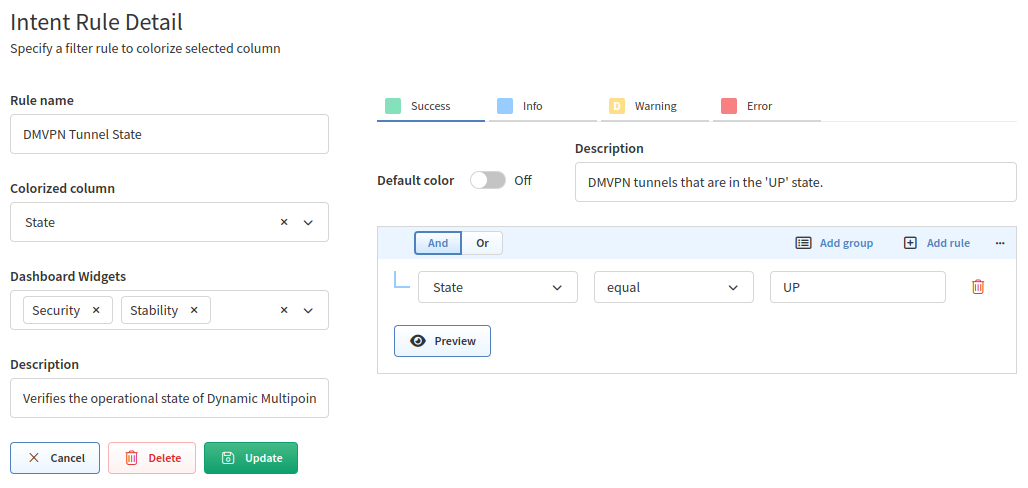 Intent Rule Detail
Specify a filter rule to colorize selected column
Rule name
DMVPN Tunnel State
Colorized column
State
Dashboard Widgets
Security
Stability
Description
Verifies the operational state of Dynamic Multipoin
Cancel
Delete
Update
Success
Info
D Warning
Error
Default color
Off
Description
DMVPN tunnels that are in the 'UP' state.
And
Or
Add group
Add rule
State
equal
UP
Preview